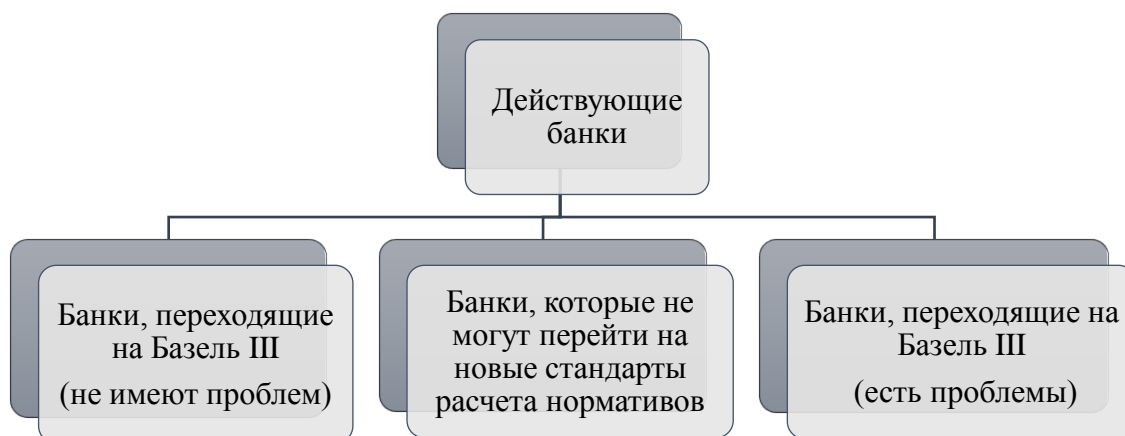 Действующие
банки
Банки, переходящие
на Базель III
(не имеют проблем)
Банки, которые не
могут перейти на
новые стандарты
расчета нормативов
Банки, переходящие на
Базель III
(есть проблемы)